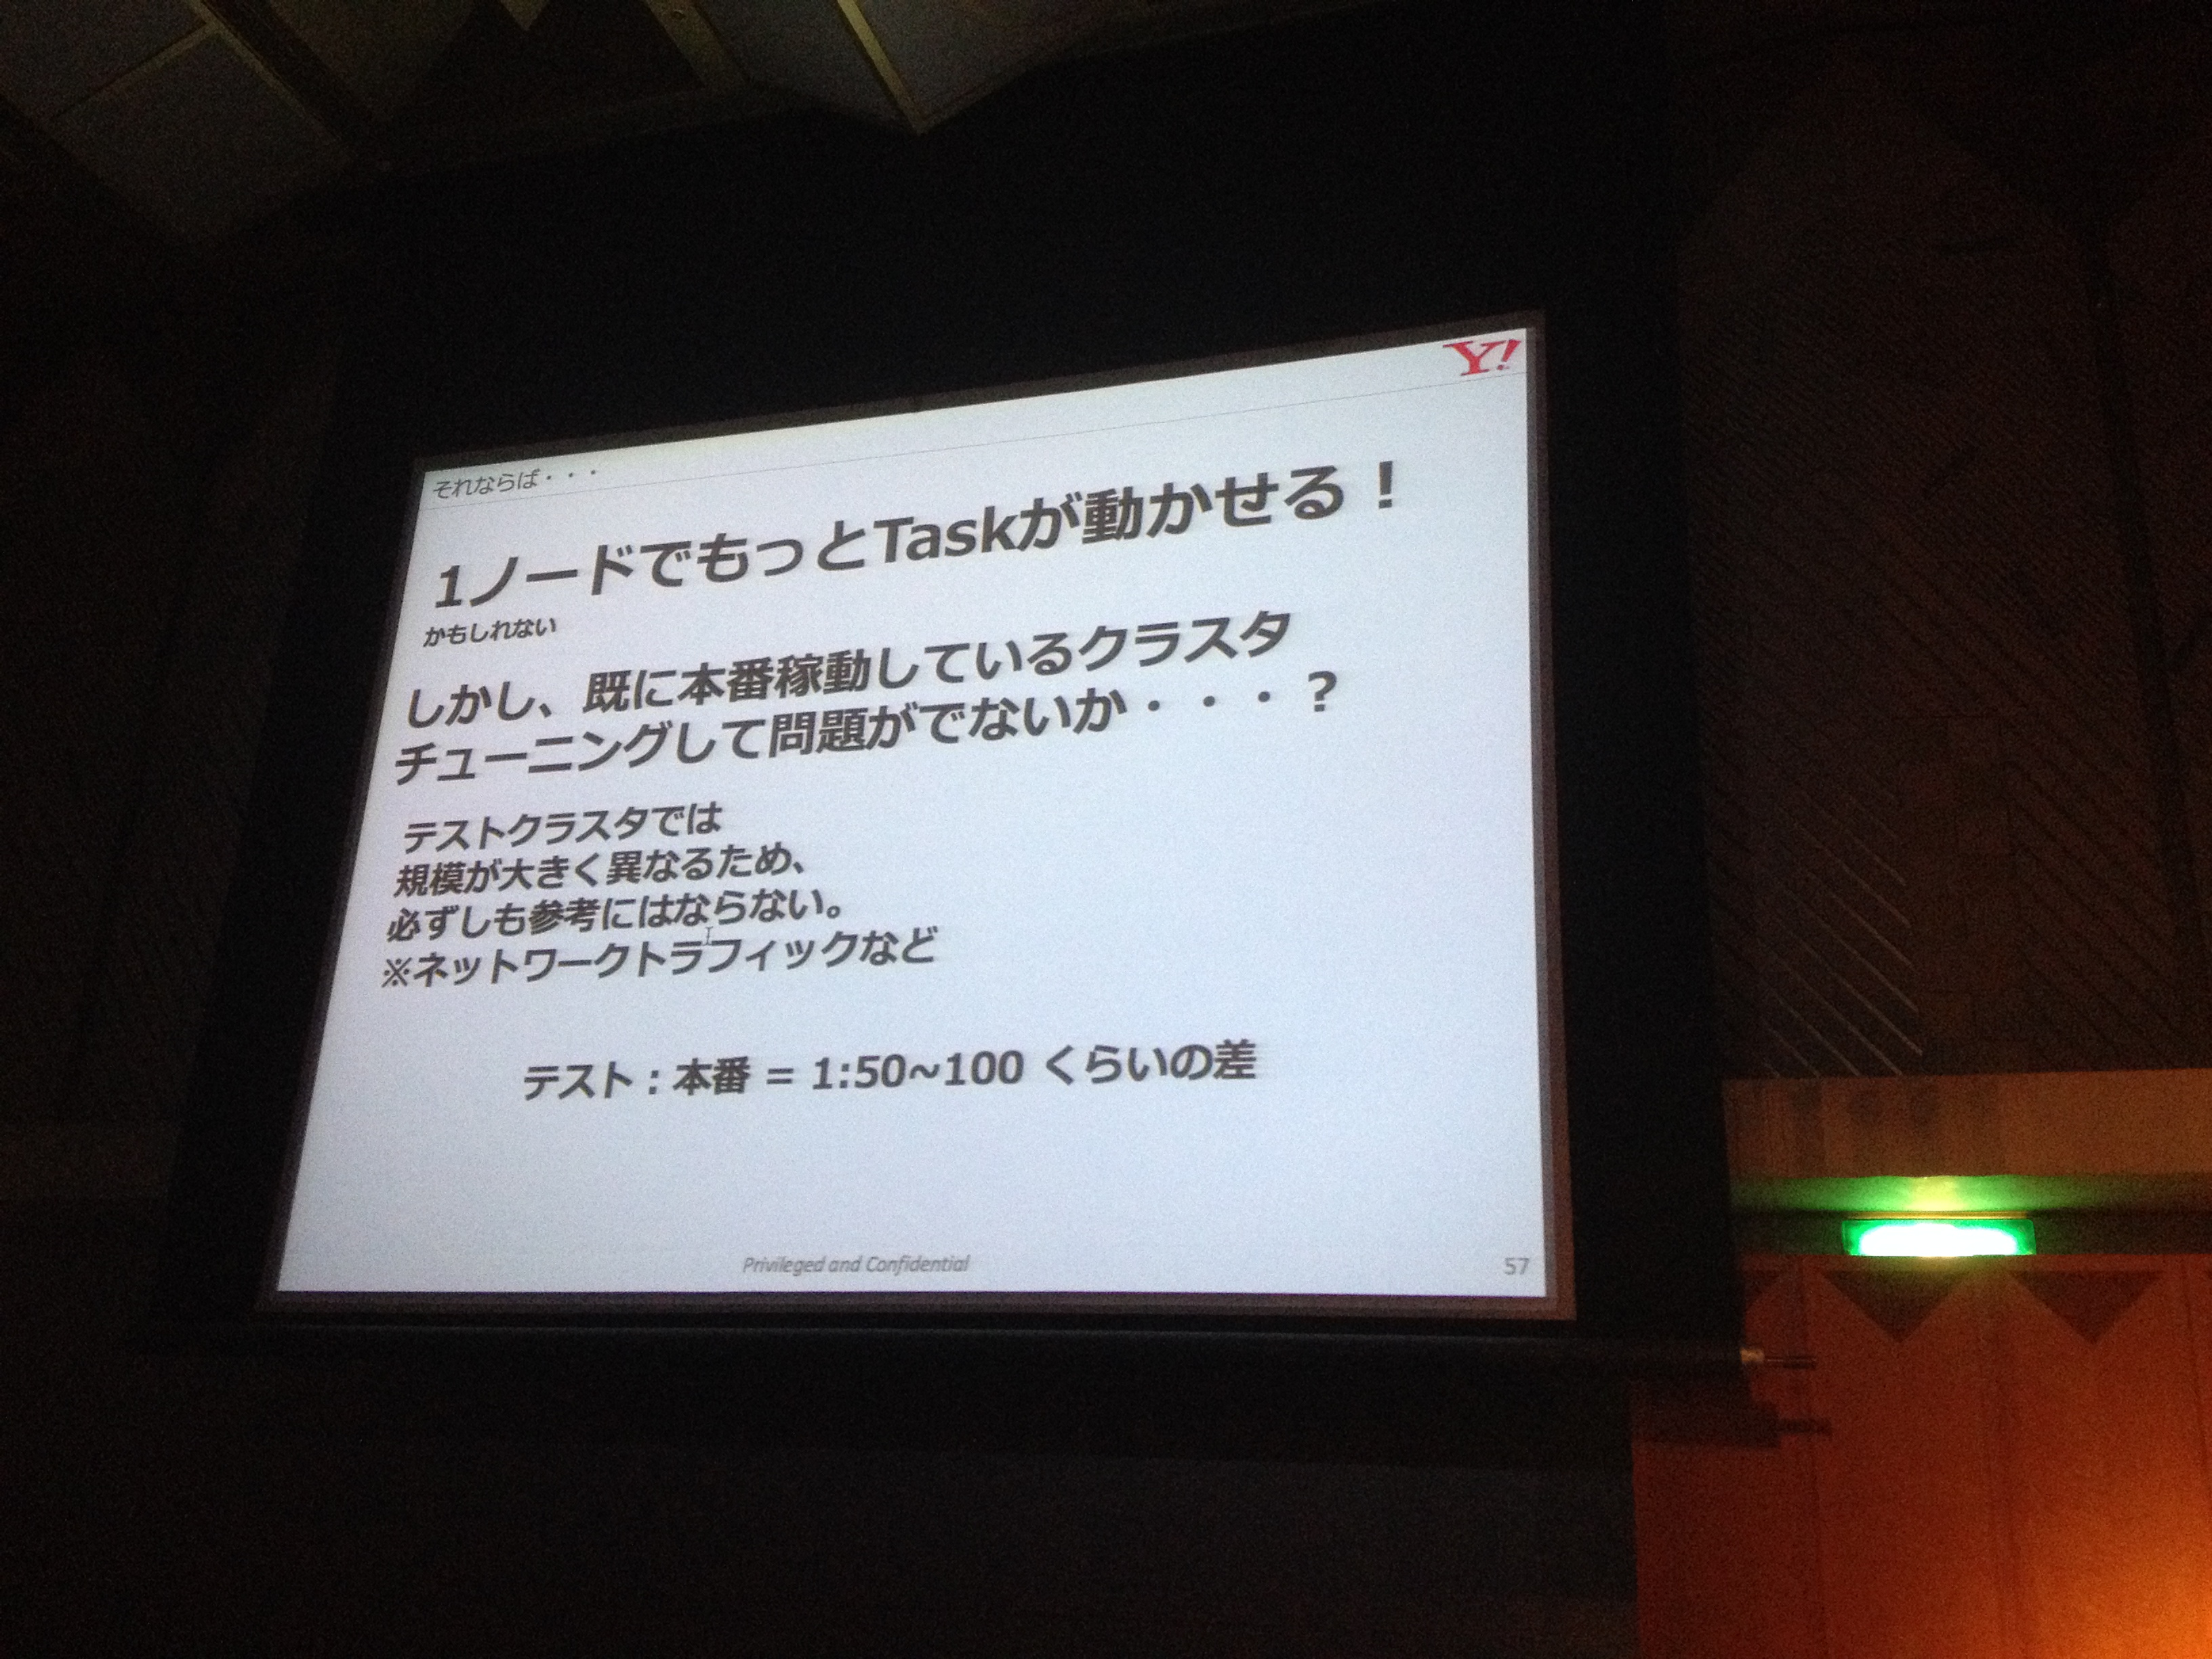 Y!
それならば・・・
1ノードでもっとTaskが動かせる！
かもしれない
しかし、既に本番稼動しているクラスタ
チューニングして問題がでないか・・・？
テストクラスタでは
規模が大きく異なるため、
必ずしも参考にはならない。
※ネットワークトラフィックなど
テスト：本番 = 1:50~100 くらいの差
Privileged and Confidential
57